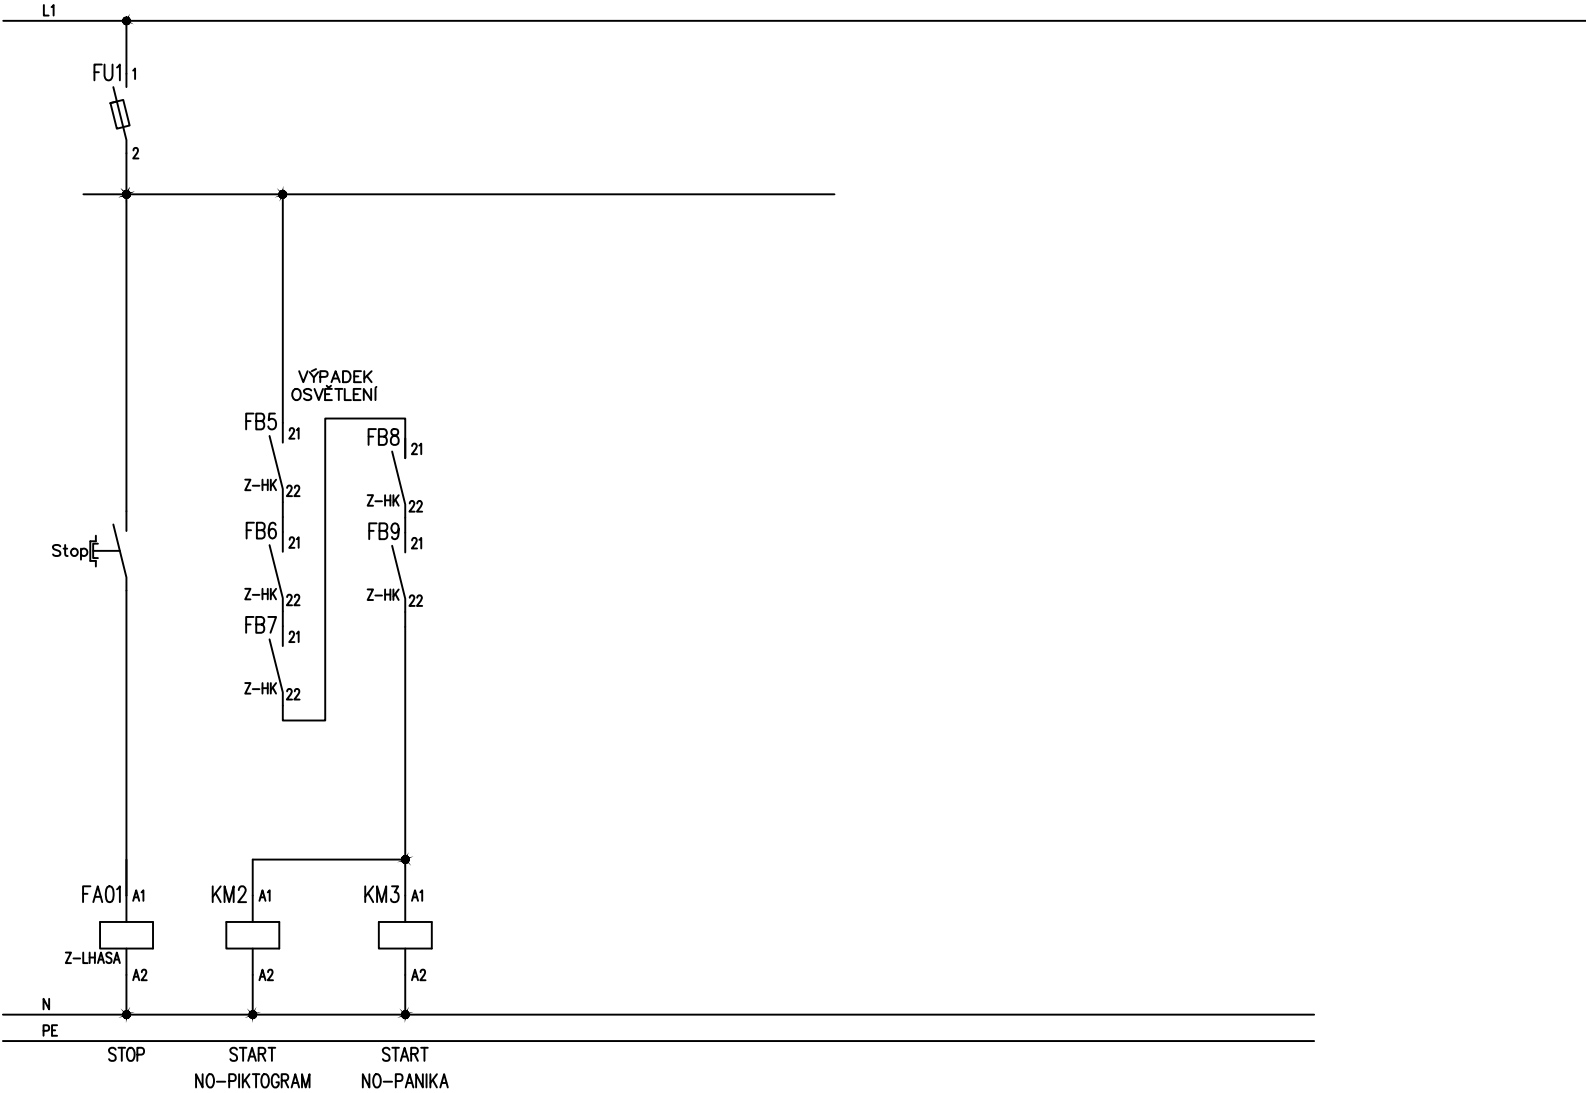 L1
FU1 1
2
VÝPADEK
OSVĚTLENÍ
FB5 21
Z-HK 22
FB8 21
Z-HK 22
FB6 21
Z-HK 22
FB9 21
Z-HK 22
Stop
FB7 21
Z-HK 22
FA01 A1
Z-LHASA
A2
KM2 A1
A2
KM3 A1
A2
N
PE
STOP
START
NO-PIKTOGRAM
START
NO-PANIKA